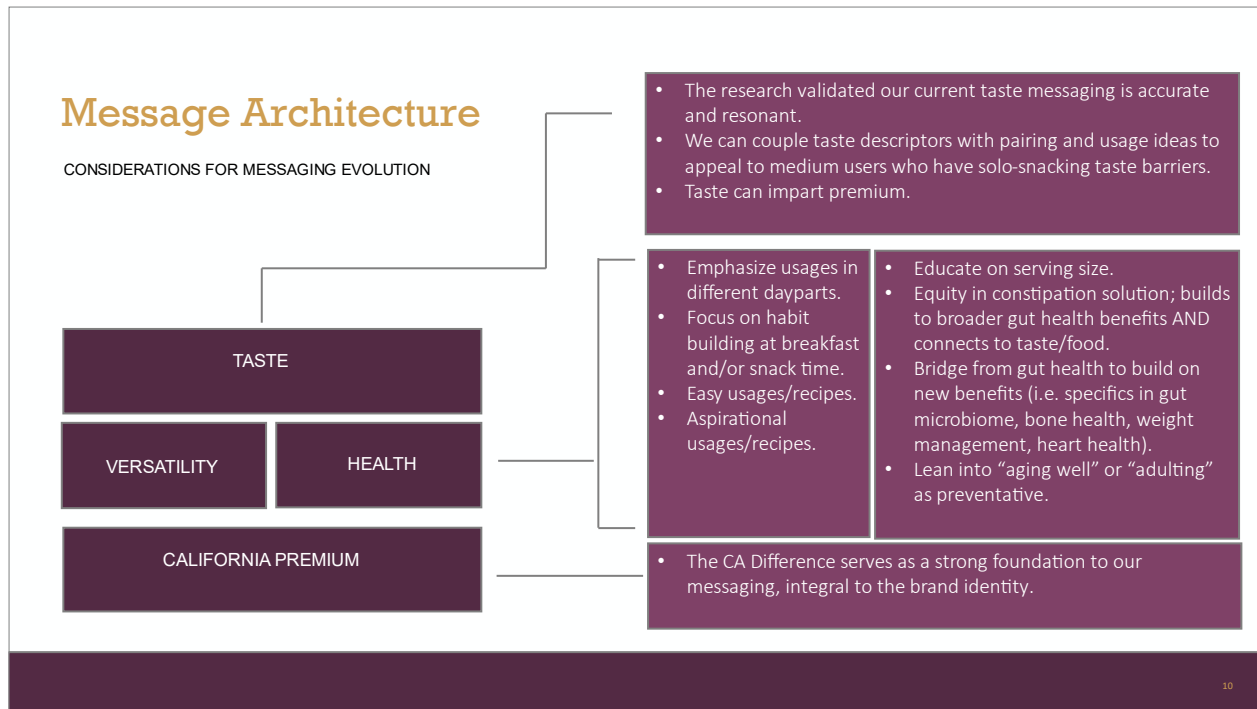 Message Architecture
CONSIDERATIONS FOR MESSAGING EVOLUTION
TASTE
VERSATILITY
HEALTH
CALIFORNIA PREMIUM
• The research validated our current taste messaging is accurate
and resonant.
• We can couple taste descriptors with pairing and usage ideas to
appeal to medium users who have solo-snacking taste barriers.
• Taste can impart premium.
• Emphasize usages in
different dayparts.
• Focus on habit
building at breakfast
and/or snack time.
• Easy usages/recipes.
• Aspirational
usages/recipes.
• Educate on serving size.
• Equity in constipation solution; builds
to broader gut health benefits AND
connects to taste/food.
• Bridge from gut health to build on
new benefits (i.e. specifics in gut
microbiome, bone health, weight
management, heart health).
• Lean into “aging well” or “adulting”
as preventative.
• The CA Difference serves as a strong foundation to our
messaging, integral to the brand identity.
10